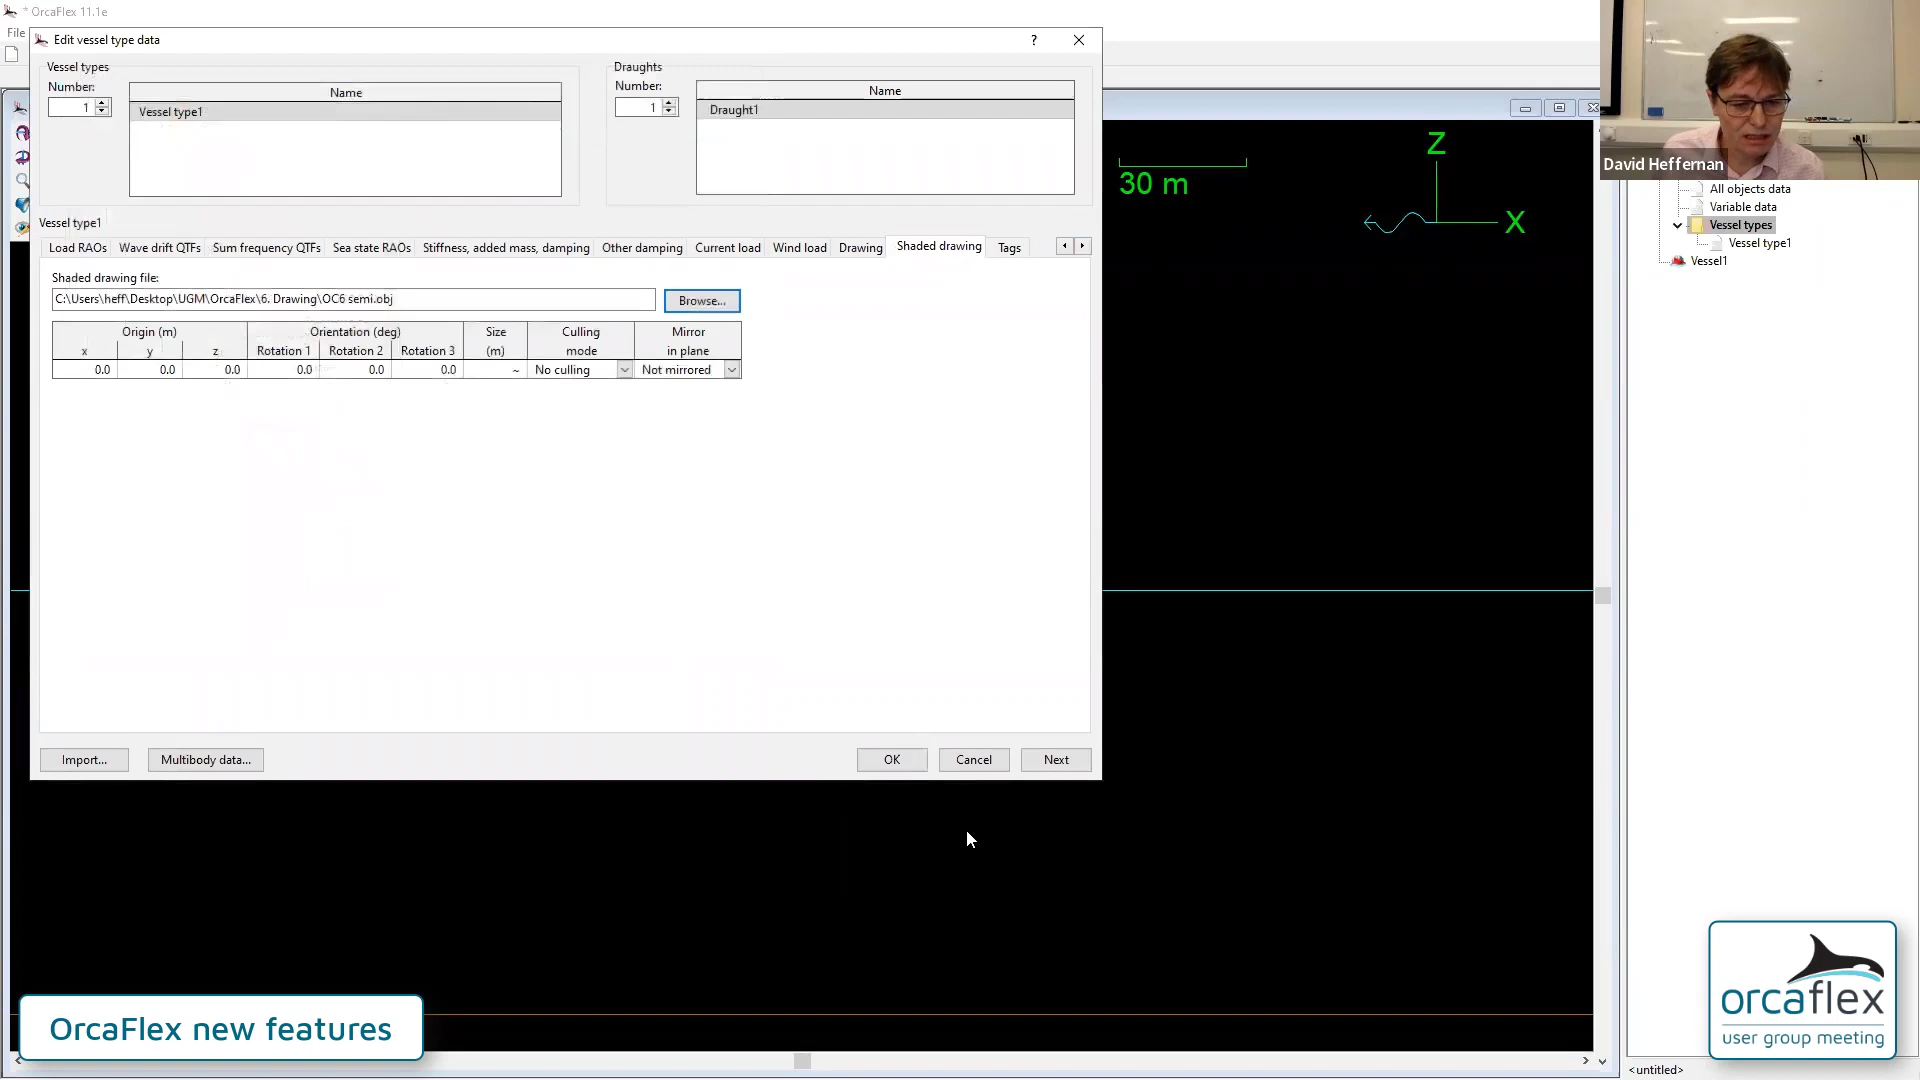 * OrcaFlex 11.1e
File
Edit vessel type data
?
Vessel types
Number:
1
Name
Vessel type1
Draughts
Number:
1
Name
Draught1
Vessel type1
Load RAOs Wave drift QTFs Sum frequency QTFs Sea state RAOs Stiffness, added mass, damping Other damping Current load Wind load Drawing Shaded drawing Tags
Shaded drawing file:
C:\Users\heff\Desktop\UGM\OrcaFlex\6. Drawing\OC6 semi.obj
Browse...
Origin (m) Orientation (deg) Size Culling Mirror
x y z Rotation 1 Rotation 2 Rotation 3 (m) mode in plane
0.0 0.0 0.0 0.0 0.0 0.0 ~ No culling Not mirrored
Import... Multibody data... OK Cancel Next
30 m
Z
X
David Heffernan
All objects data
Variable data
Vessel types
Vessel type1
Vessel1
OrcaFlex new features
orcaflex
user group meeting
<untitled>